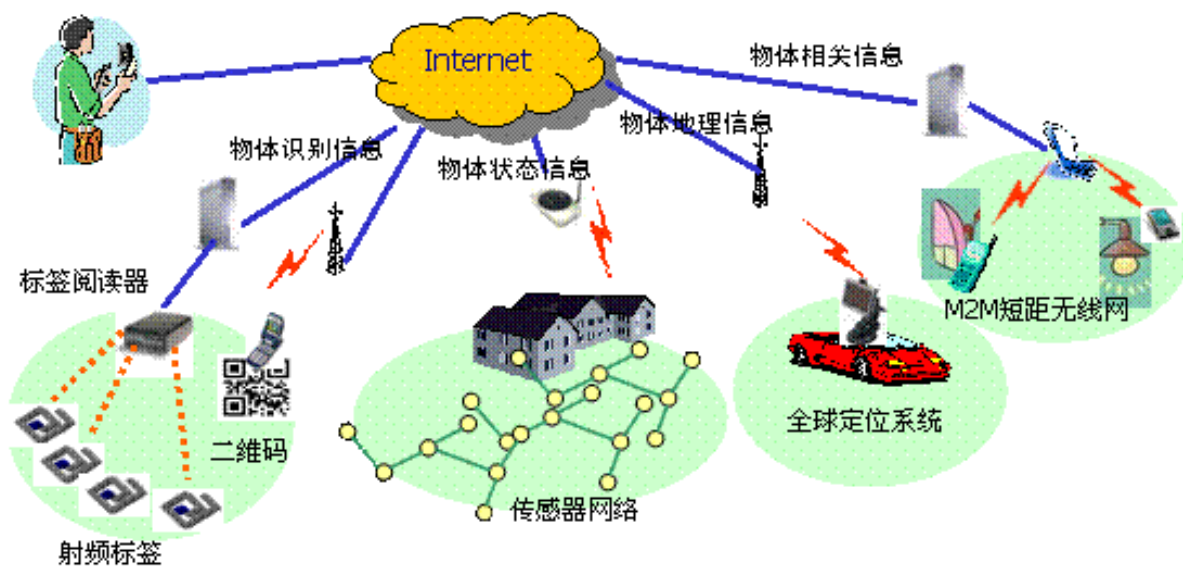 Internet
物体相关信息
物体地理信息
物体识别信息
物体状态信息
标签阅读器
M2M短距无线网
全球定位系统
二维码
传感器网络
射频标签